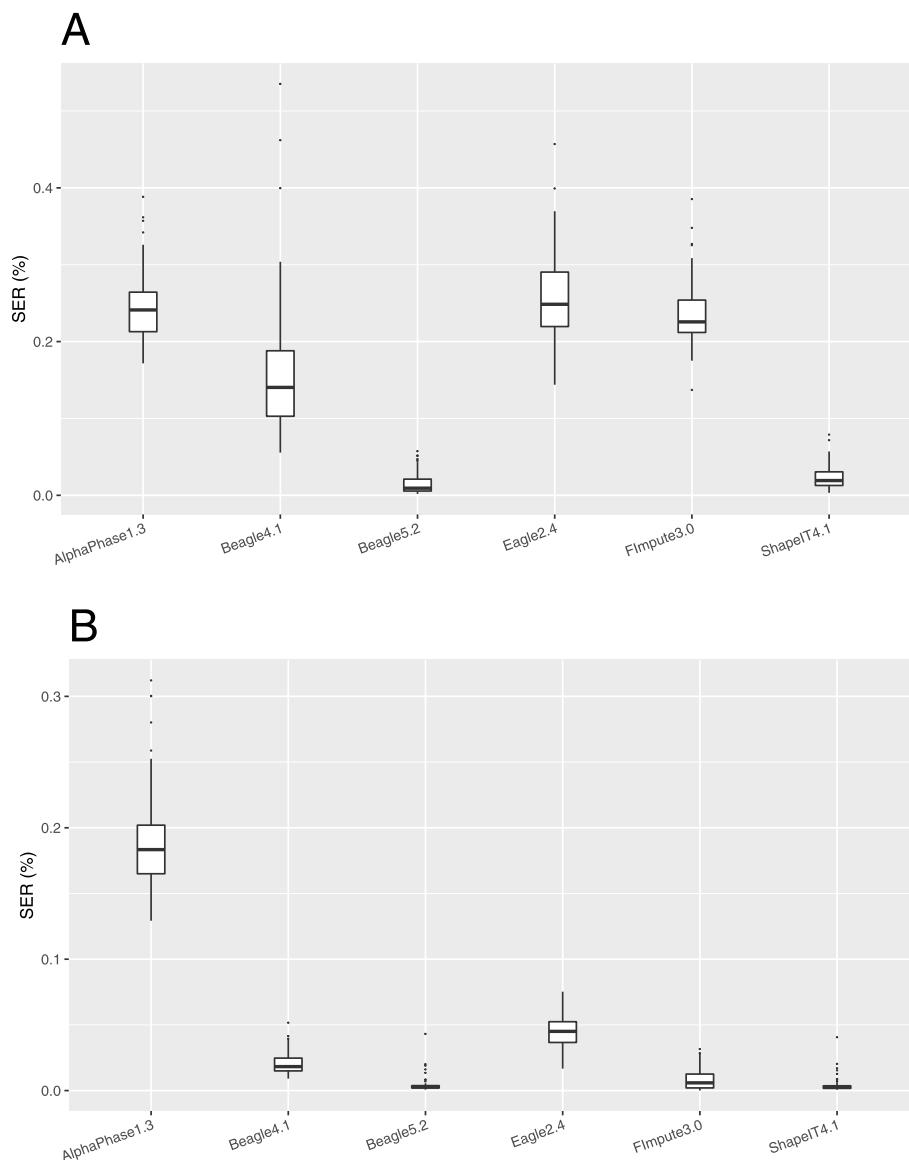 A
SER (%)
0.4
0.2
0.0
AlphaPhase1.3
Beagle4.1
Beagle5.2
Eagle2.4
FImpute3.0
ShapeIT4.1
B
SER (%)
0.3
0.2
0.1
0.0
AlphaPhase1.3
Beagle4.1
Beagle5.2
Eagle2.4
FImpute3.0
ShapeIT4.1